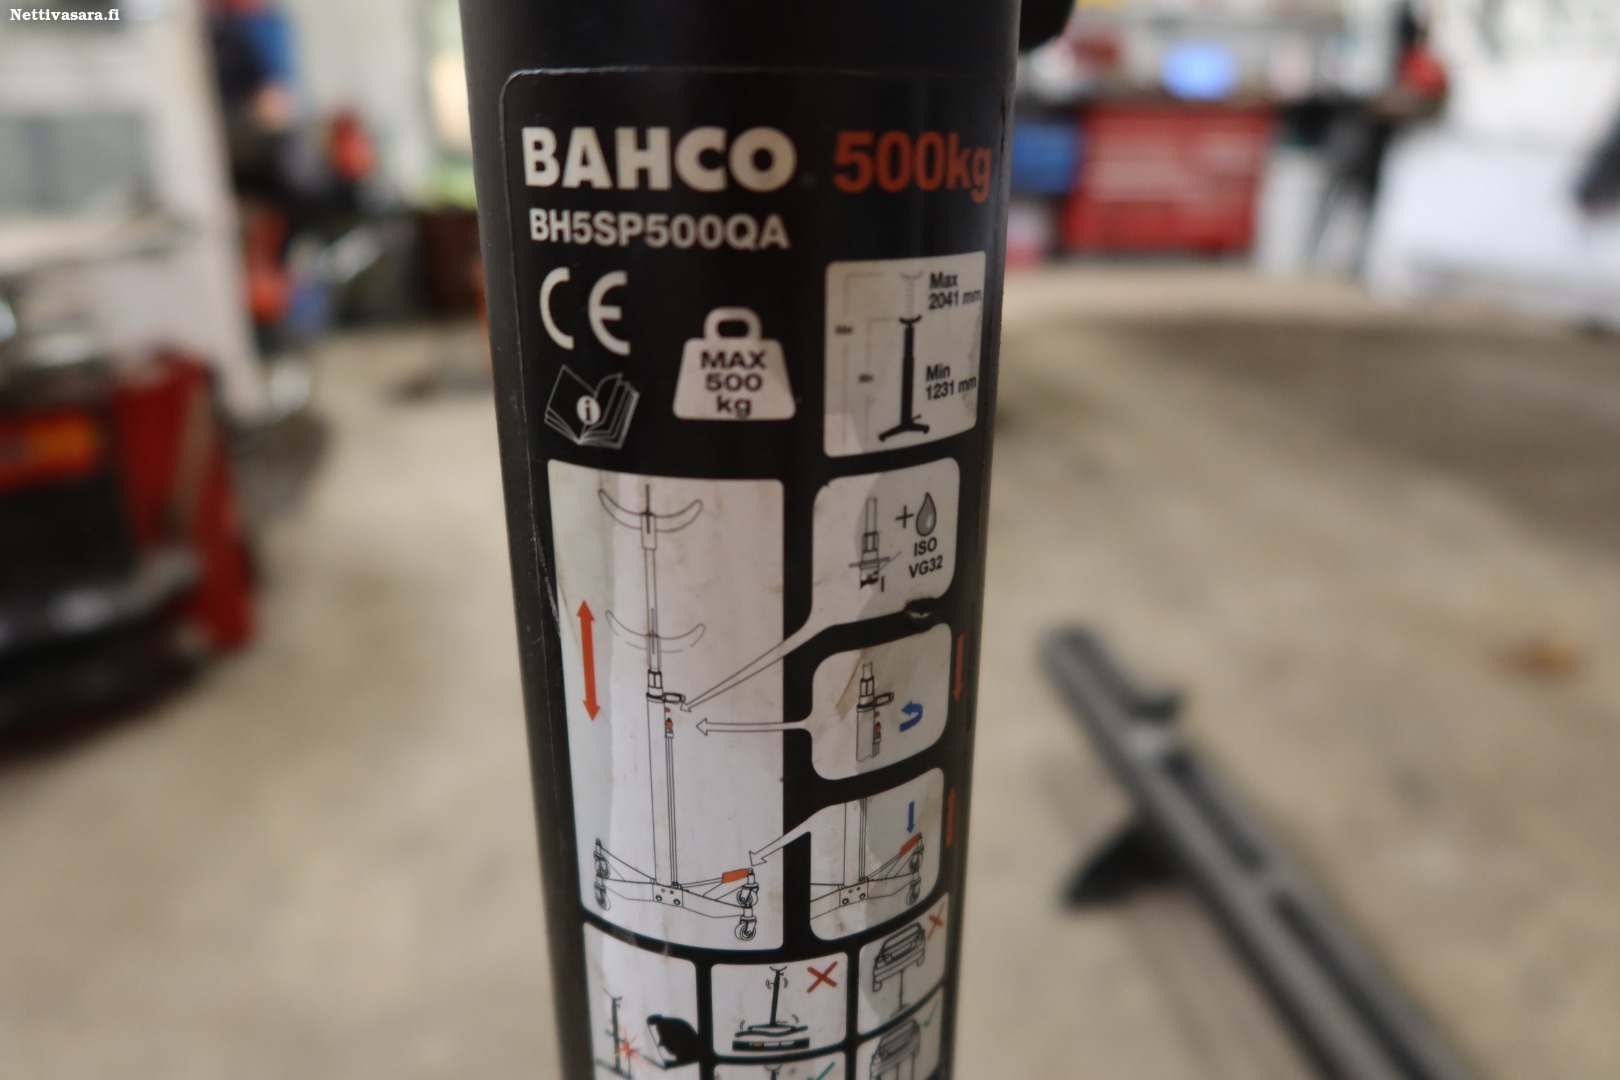 Nettivasara.fi
BAHCO 500kg
BH5SP500QA
CE
MAX
500
kg
i
Max
2041 mm
Min
1231 mm
+
ISO
VG32